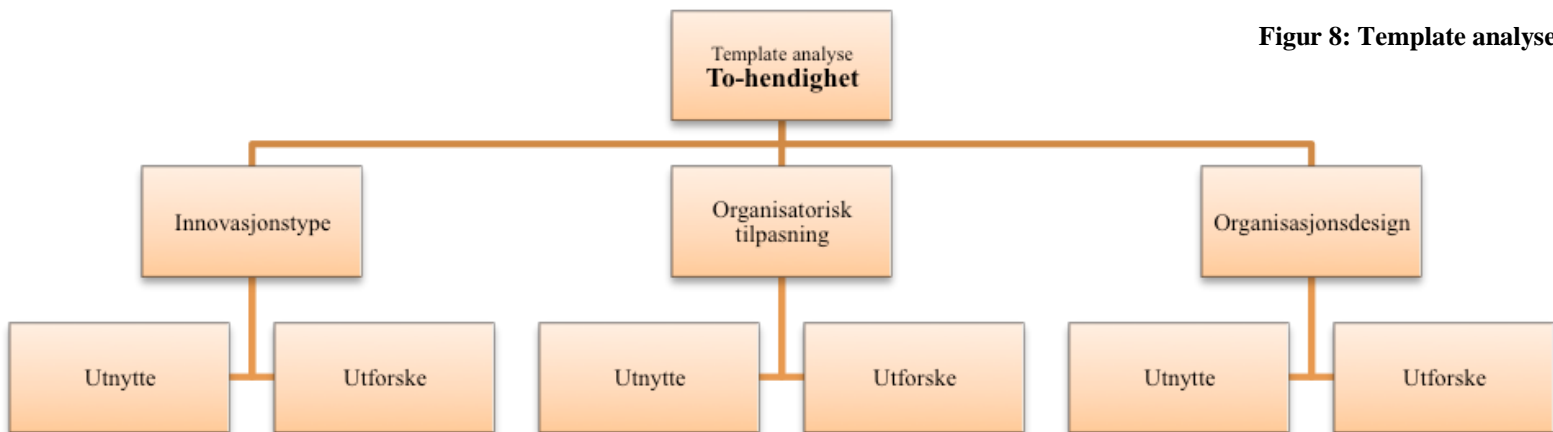 Figur 8: Template analyse
Template analyse
To-hendighet
Innovasjonstype
Organisatorisk
tilpasning
Organisasjonsdesign
Utnytte
Utforske
Utnytte
Utforske
Utnytte
Utforske